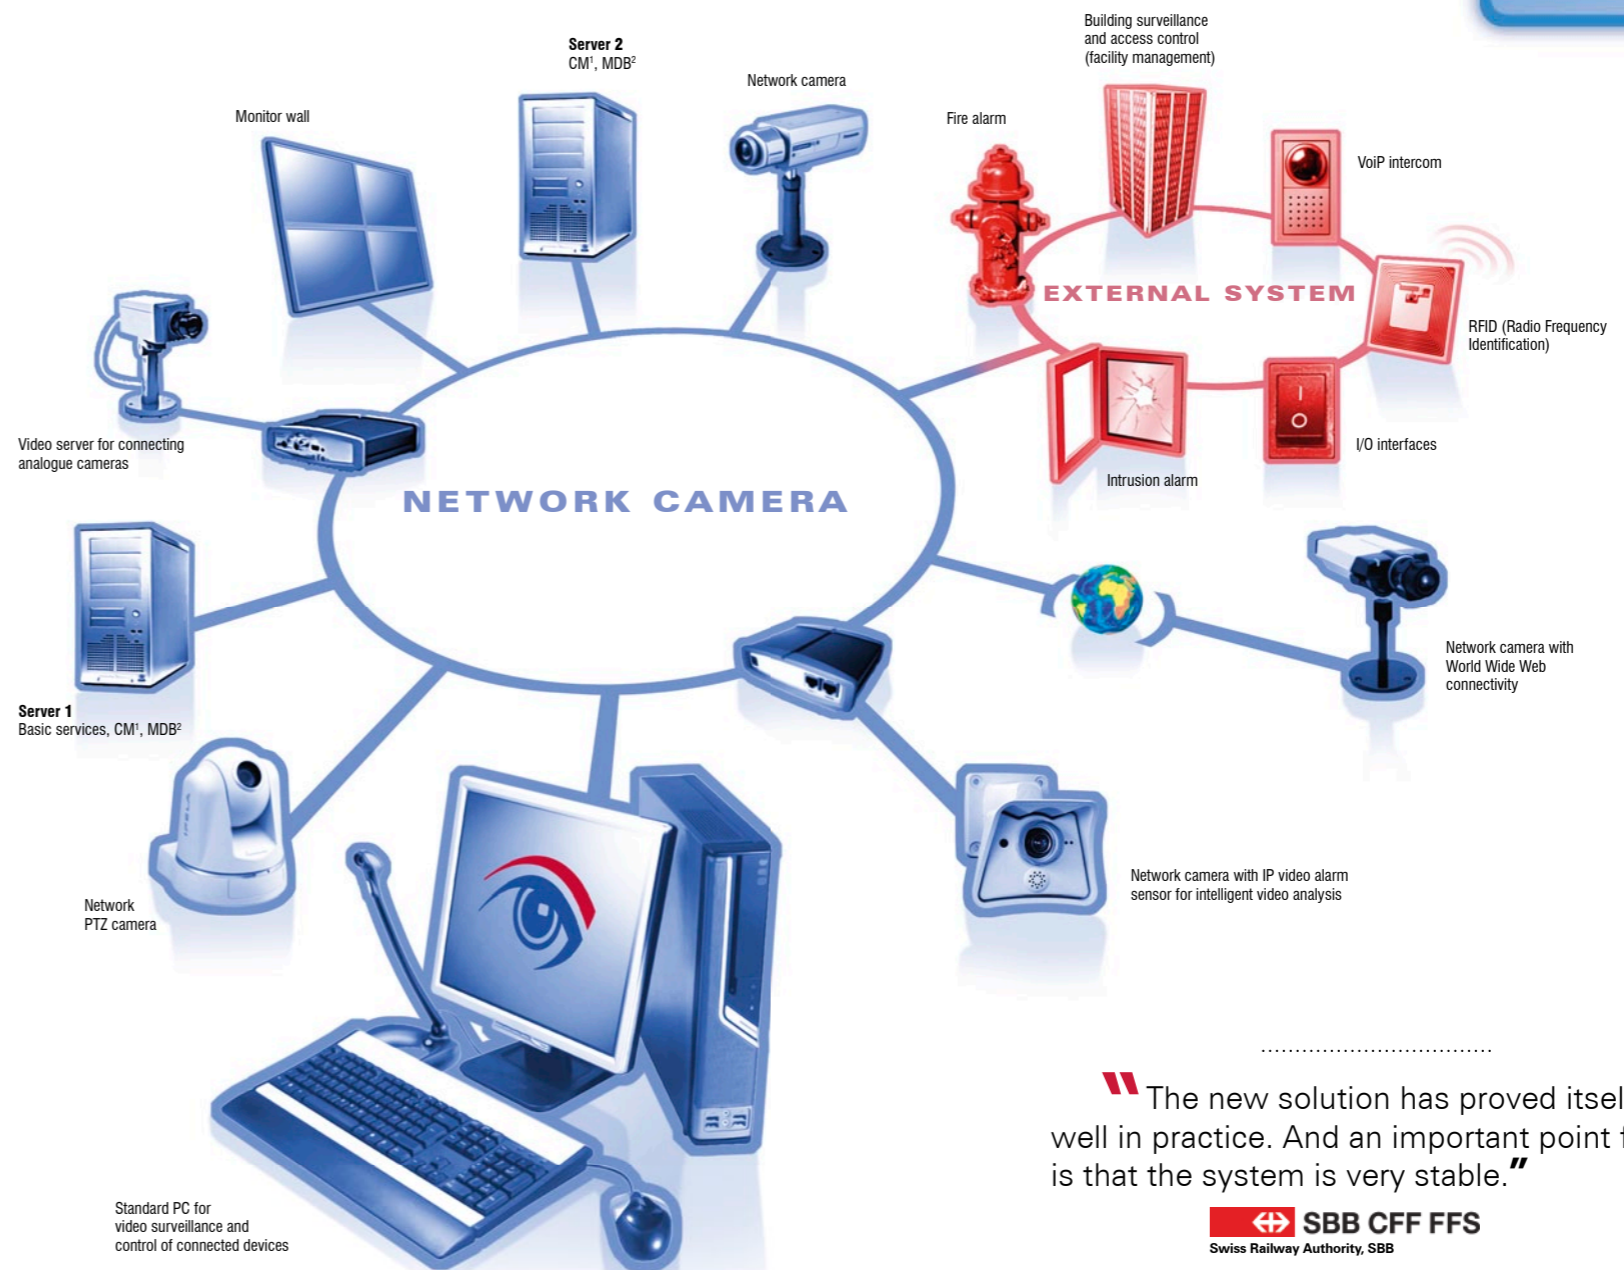 Building surveillance
and access control
(facility management)
Server 2
CM¹, MDB²
Network camera
Monitor wall
Fire alarm
VoiP intercom
EXTERNAL SYSTEM
RFID (Radio Frequency
Identification)
Video server for connecting
analogue cameras
I/O interfaces
Intrusion alarm
NETWORK CAMERA
Network camera with
World Wide Web
connectivity
Server 1
Basic services, CM¹, MDB²
Network camera with IP video alarm
sensor for intelligent video analysis
Network
PTZ camera
Standard PC for
video surveillance and
control of connected devices
"The new solution has proved itsel
well in practice. And an important point f
is that the system is very stable."
SBB CFF FFS
Swiss Railway Authority, SBB